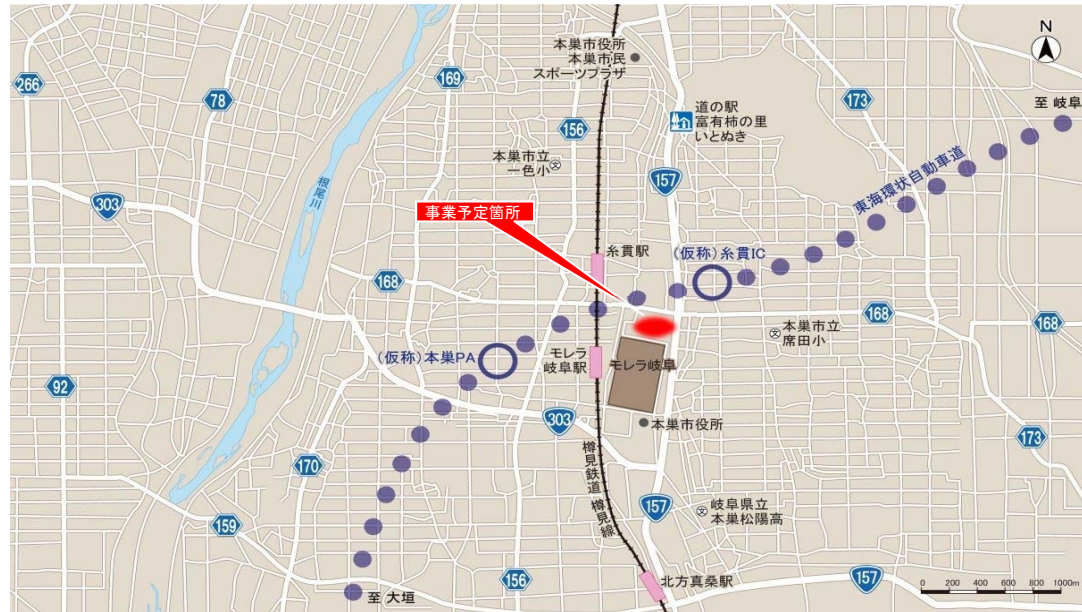 本巣市役所
本巣市民
スポーツプラザ
N
266
78
169
156
道の駅
富有柿の里
いとぬき
173
至 岐阜
本巣市立
一色小
文
157
東海環状自動車道
303
根尾川
事業予定箇所
糸貫駅
(仮称)糸貫IC
168
168
本巣市立
席田小
文
168
(仮称)本巣PA
モレラ
岐阜駅
モレラ岐阜
92
303
本巣市役所
173
170
樽見鉄道
樽見線
157
岐阜県立
本巣松陽高
文
159
156
北方真桑駅
157
至 大垣
0 200 400 600 800 1000m